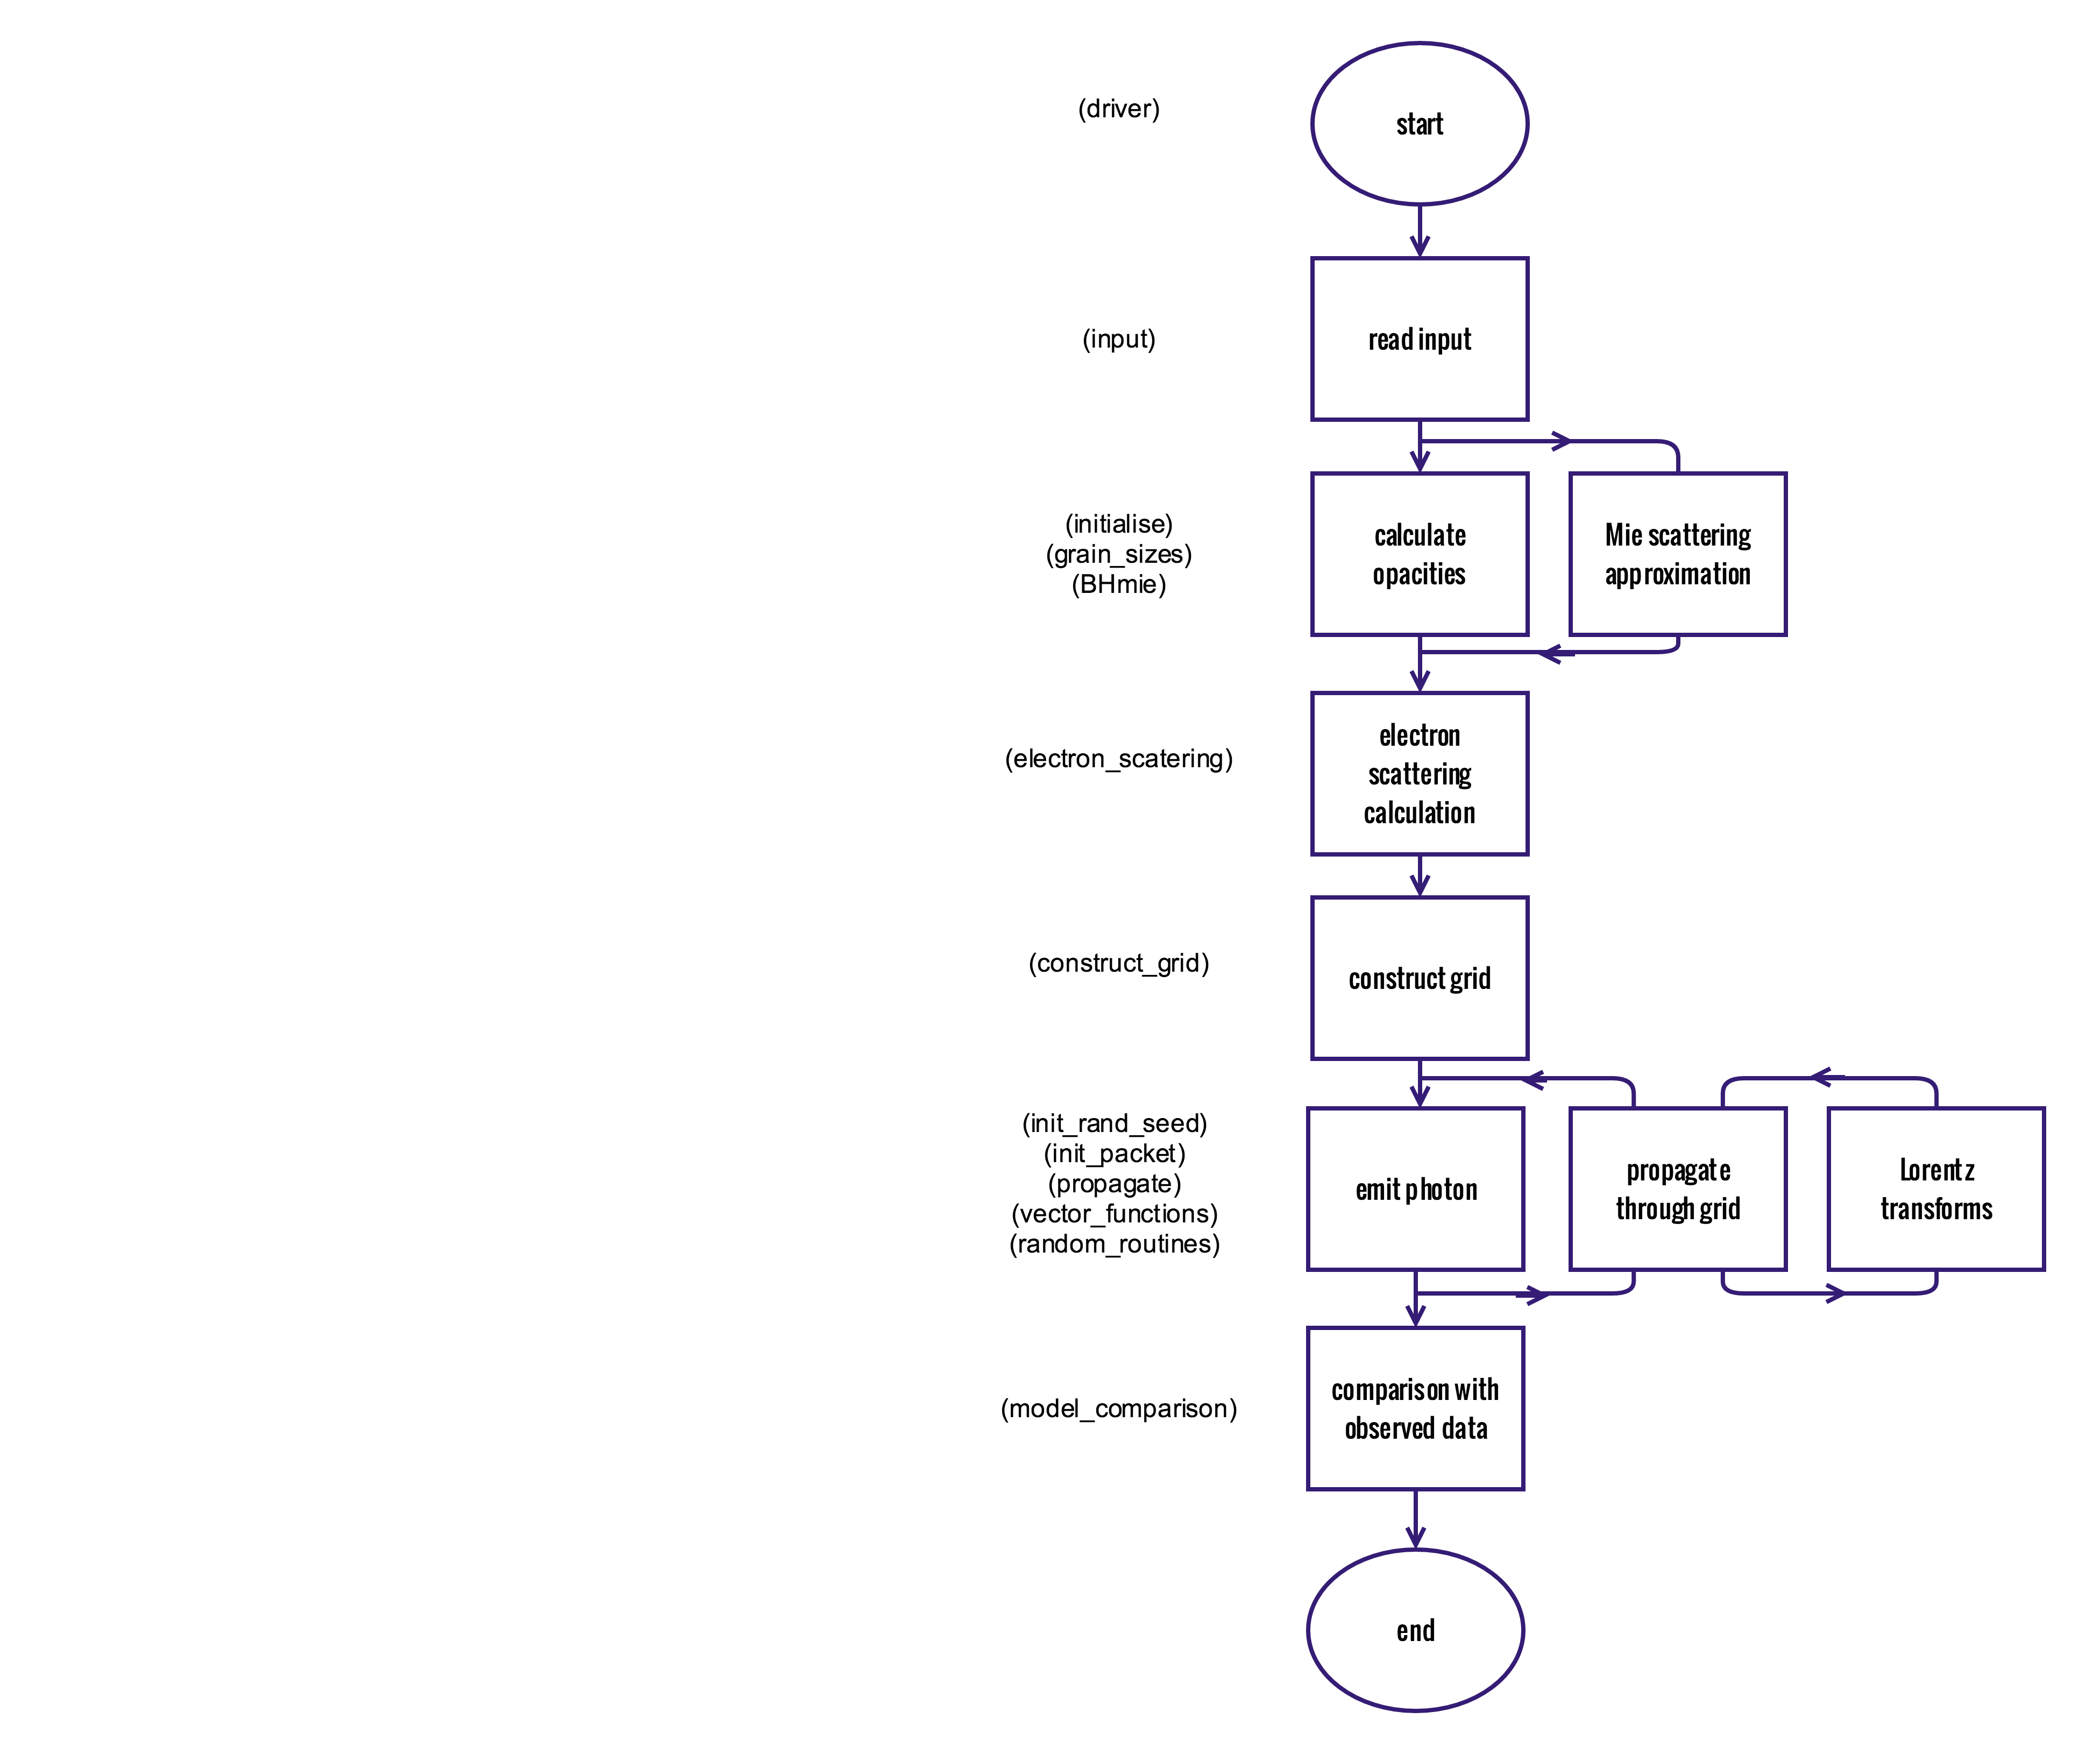 (driver)
start
(input)
read input
(initialise)
(grain_sizes)
(BHmie)
calculate
opacities
Mie scattering
approximation
(electron_scatering)
electron
scattering
calculation
(construct_grid)
construct grid
(init_rand_seed)
(init_packet)
(propagate)
(vector_functions)
(random_routines)
emit photon
propagate
through grid
Lorentz
transforms
(model_comparison)
comparison with
observed data
end